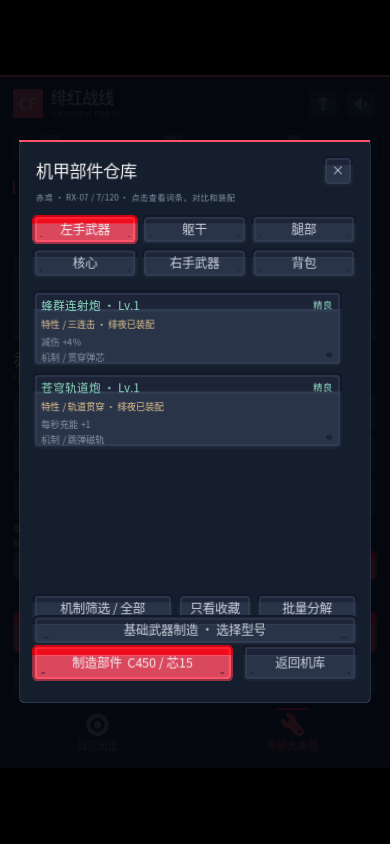 CF 绯红战线
?
机甲部件仓库
×
赤鸢 · RX-07 / 7/120 · 点击查看词条、对比和装配
左手武器 躯干 腿部
核心 右手武器 背包
蜂群连射炮 · Lv.1 精良
特性 / 三连击 · 绯夜已装配
减伤 +4%
机制 / 贯穿弹芯
苍穹轨道炮 · Lv.1 精良
特性 / 轨道贯穿 · 绯夜已装配
每秒充能 +1
机制 / 跳弹磁轨
机制筛选 / 全部 只看收藏 批量分解
基础武器制造 · 选择型号
制造部件 C450 / 芯15 返回机库